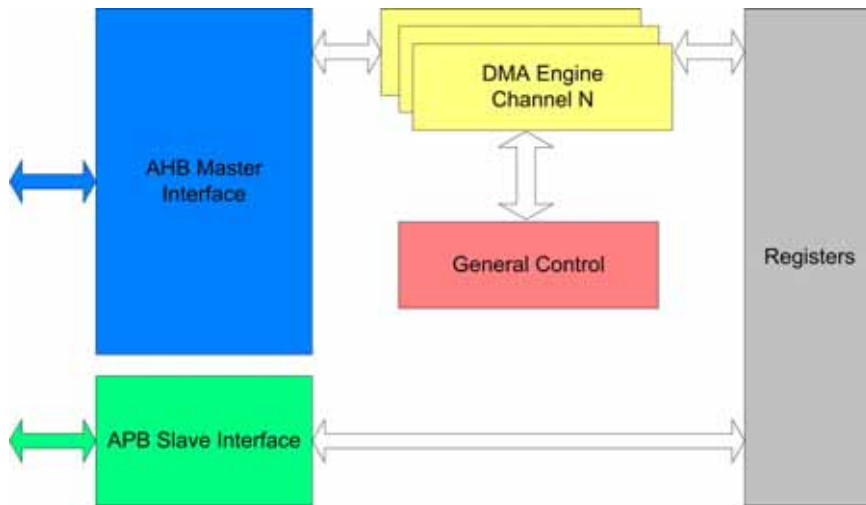 DMA Engine
Channel N
AHB Master
Interface
General Control
Registers
APB Slave Interface